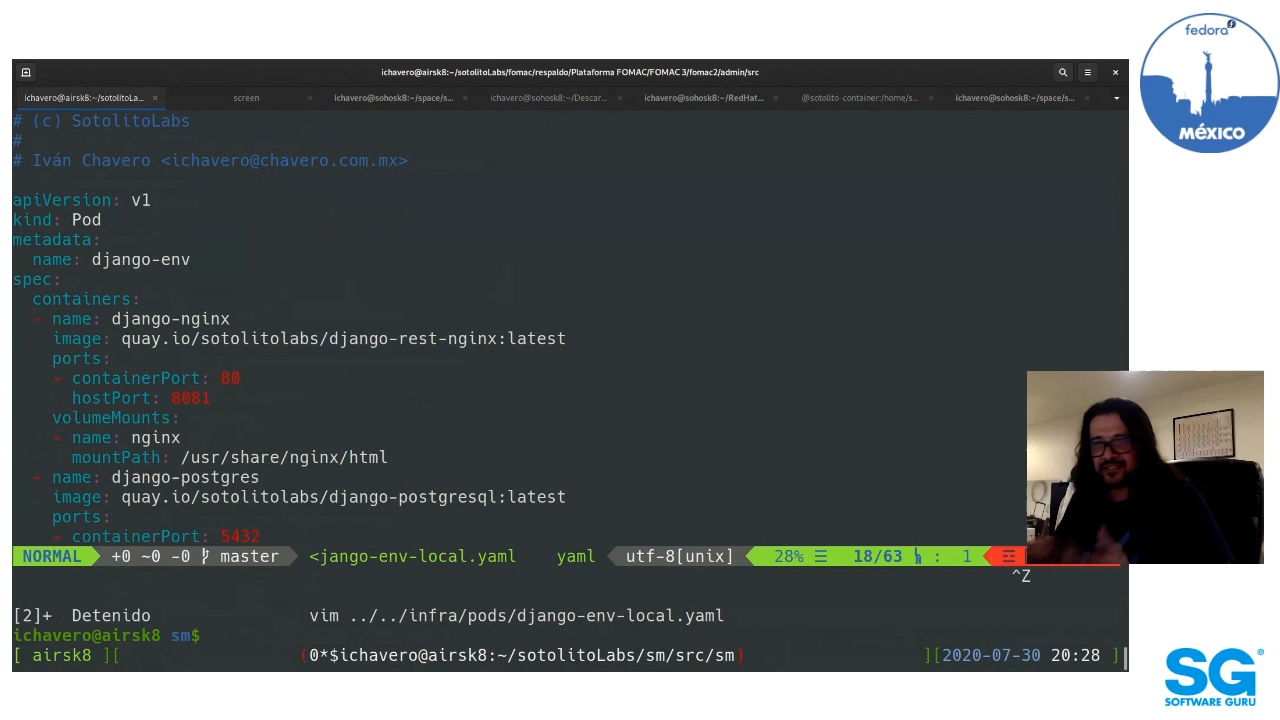 fedora
MÉXICO
ichavero@airsk8:~/sotolitoLabs/fomac/respaldo/Plataforma FOMAC/FOMAC 3/fomac2/admin/src
ichavero@airsk8:~/sotolitoLa... × screen × ichavero@sohosk8:~/space/s... × ichavero@sohosk8:~/Descar... × ichavero@sohosk8:~/RedHat... × @sotolito-container:/home/s... × ichavero@sohosk8:~/space/s... ×
# (c) SotolitoLabs
#
# Iván Chavero <ichavero@chavero.com.mx>
apiVersion: v1
kind: Pod
metadata:
name: django-env
spec:
containers:
- name: django-nginx
image: quay.io/sotolitolabs/django-rest-nginx:latest
ports:
- containerPort: 80
hostPort: 8081
volumeMounts:
- name: nginx
mountPath: /usr/share/nginx/html
- name: django-postgres
image: quay.io/sotolitolabs/django-postgresql:latest
ports:
- containerPort: 5432
NORMAL +0 ~0 -0 master <jango-env-local.yaml yaml utf-8[unix] 28% ☰ 18/63 : 1
^Z
[2]+ Detenido vim ../../infra/pods/django-env-local.yaml
ichavero@airsk8 sm$
[ airsk8 ][ (0*$ichavero@airsk8:~/sotolitoLabs/sm/src/sm) ][2020-07-30 20:28 ]
SG®
SOFTWARE GURU